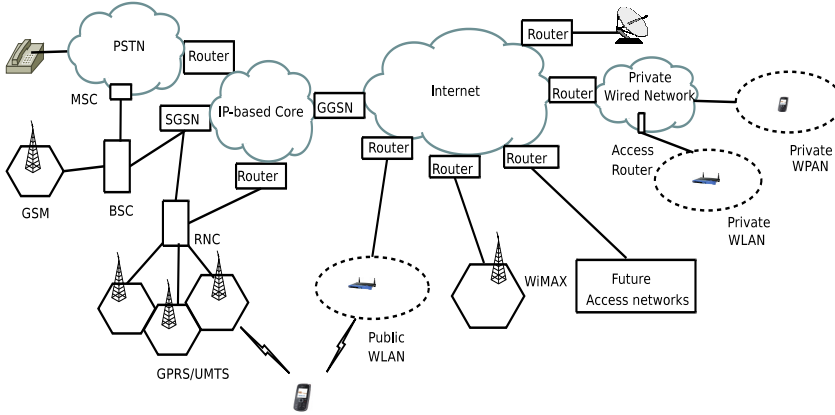 PSTN
Router
MSC
SGSN
IP-based Core
GGSN
Internet
Router
Router
Private
Wired Network
Private
WPAN
Access
Router
Private
WLAN
GSM
BSC
RNC
Router
Router
Router
Router
GPRS/UMTS
Public
WLAN
WiMAX
Future
Access networks